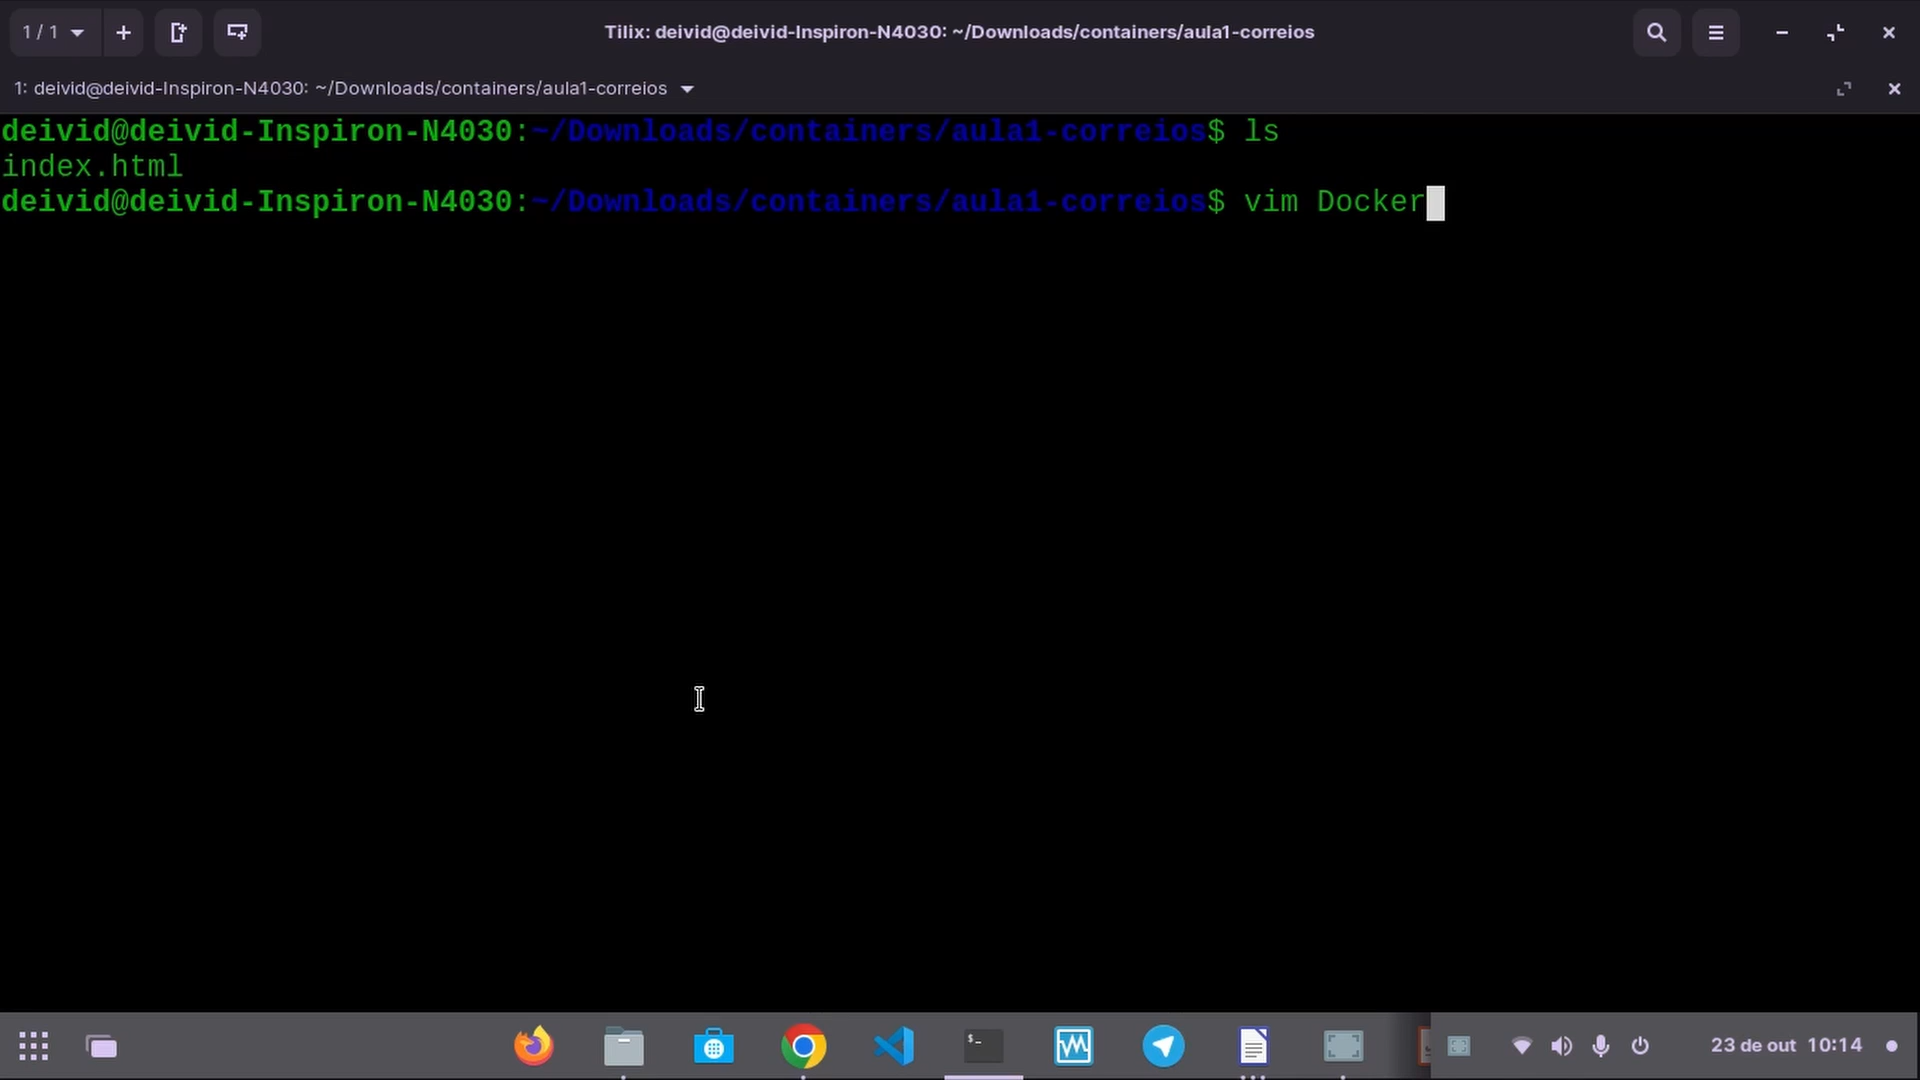 1 / 1
Tilix: deivid@deivid-Inspiron-N4030: ~/Downloads/containers/aula1-correios
1: deivid@deivid-Inspiron-N4030: ~/Downloads/containers/aula1-correios
deivid@deivid-Inspiron-N4030:~/Downloads/containers/aula1-correios$ ls
index.html
deivid@deivid-Inspiron-N4030:~/Downloads/containers/aula1-correios$ vim Docker
23 de out 10:14